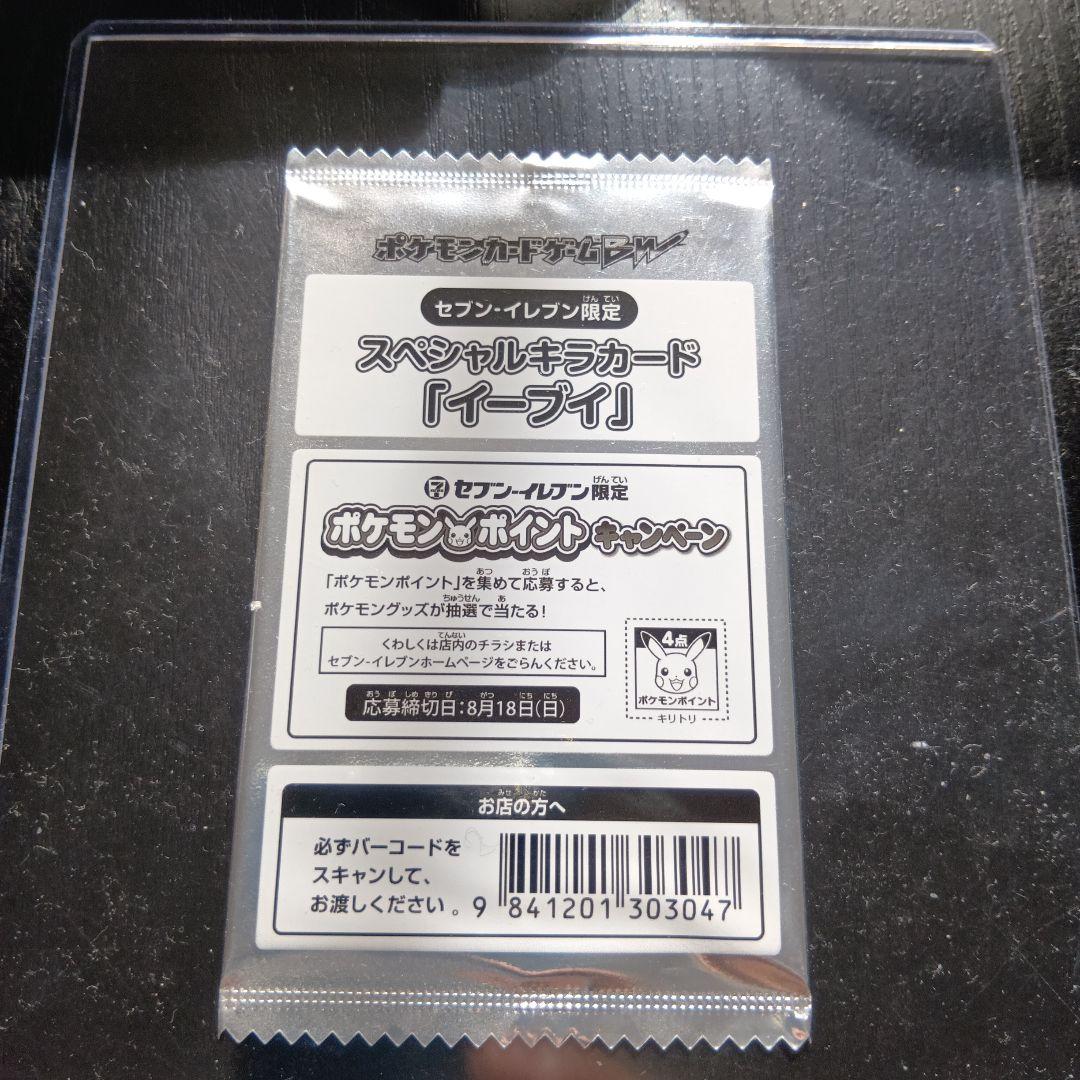 ポケモンカードゲームBW
セブン-イレブン限定
スペシャルキラカード
「イーブイ」
セブン-イレブン限定
ポケモンポイント キャンペーン
「ポケモンポイント」を集めて応募すると、
ポケモングッズが抽選で当たる!
くわしくは店内のチラシまたは
セブン-イレブンホームページをごらんください。
応募締切日:8月18日(日)
4点
ポケモンポイント
キリトリ
お店の方へ
必ずバーコードを
スキャンして、
お渡しください。
9 841201 303047